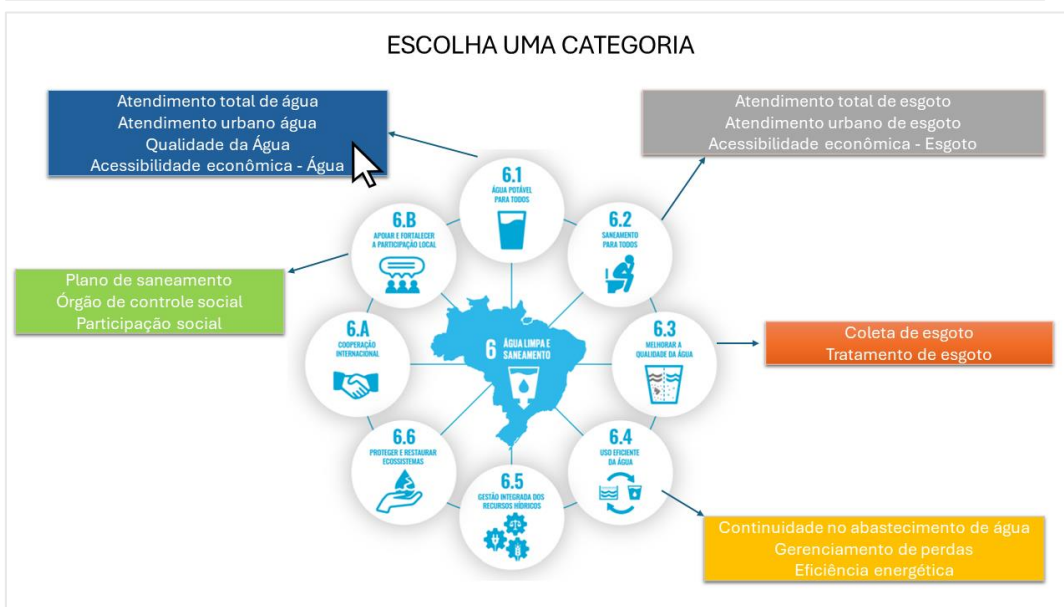 ESCOLHA UMA CATEGORIA
Atendimento total de água
Atendimento urbano água
Qualidade da Água
Acessibilidade econômica - Água
Atendimento total de esgoto
Atendimento urbano de esgoto
Acessibilidade econômica - Esgoto
6.1
ÁGUA POTÁVEL
PARA TODOS
6.B
APOIAR E FORTALECER
A PARTICIPAÇÃO LOCAL
6.2
SANEAMENTO
PARA TODOS
Plano de saneamento
Órgão de controle social
Participação social
6.A
COOPERAÇÃO
INTERNACIONAL
6 ÁGUA LIMPA E
SANEAMENTO
6.3
MELHORAR A
QUALIDADE DA ÁGUA
Coleta de esgoto
Tratamento de esgoto
6.6
PROTEGER E RESTAURAR
ECOSSISTEMAS
6.4
USO EFICIENTE
DA ÁGUA
6.5
GESTÃO INTEGRADA DOS
RECURSOS HÍDRICOS
Continuidade no abastecimento de água
Gerenciamento de perdas
Eficiência energética